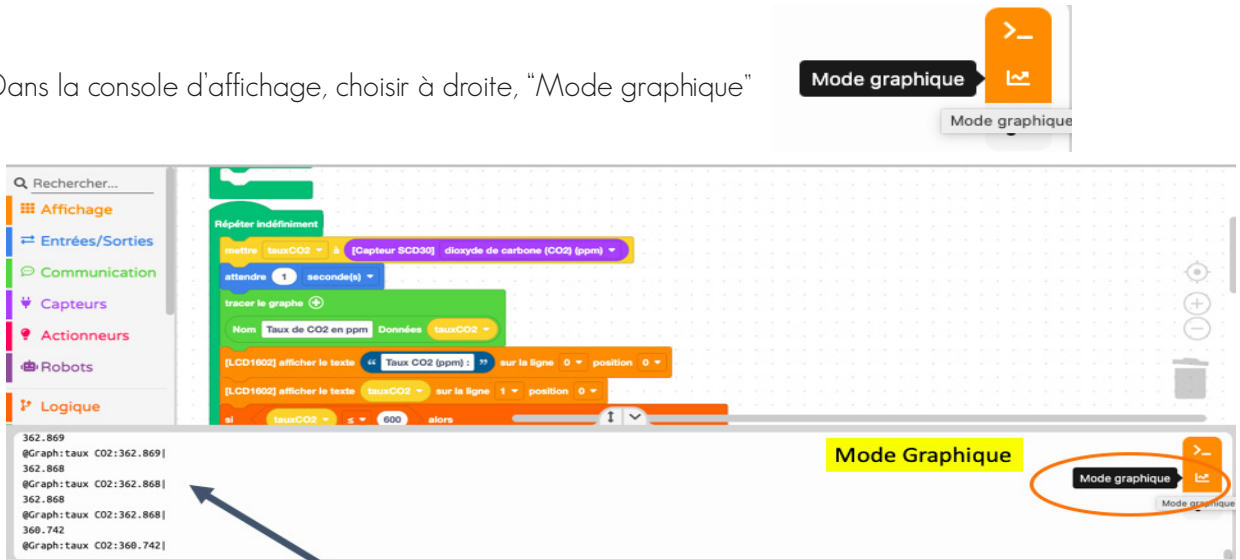 >_
Dans la console d'affichage, choisir à droite, "Mode graphique"
Mode graphique
Mode graphique
Rechercher...
Affichage
Entrées/Sorties
Communication
Capteurs
Actionneurs
Robots
Logique
Répéter indéfiniment
mettre tauxCO2 à [Capteur SCD30] dioxyde de carbone (CO2) (ppm)
attendre 1 seconde(s)
tracer le graphe
Nom Taux de CO2 en ppm Données tauxCO2
[LCD1602] afficher le texte “ Taux CO2 (ppm) : ” sur la ligne 0 position 0
[LCD1602] afficher le texte tauxCO2 sur la ligne 1 position 0
si tauxCO2 ≤ 600 alors
362.869
@Graph:taux CO2:362.869|
362.868
@Graph:taux CO2:362.868|
362.868
@Graph:taux CO2:362.868|
360.742
@Graph:taux CO2:360.742|
Mode Graphique
>_
Mode graphique
Mode graphique